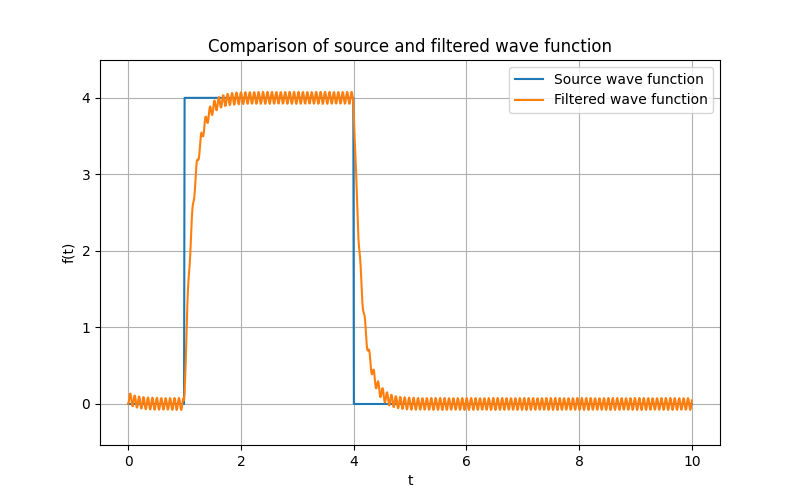 Comparison of source and filtered wave function
Source wave function
Filtered wave function
f(t)
4
3
2
1
0
0 2 4 6 8 10
t